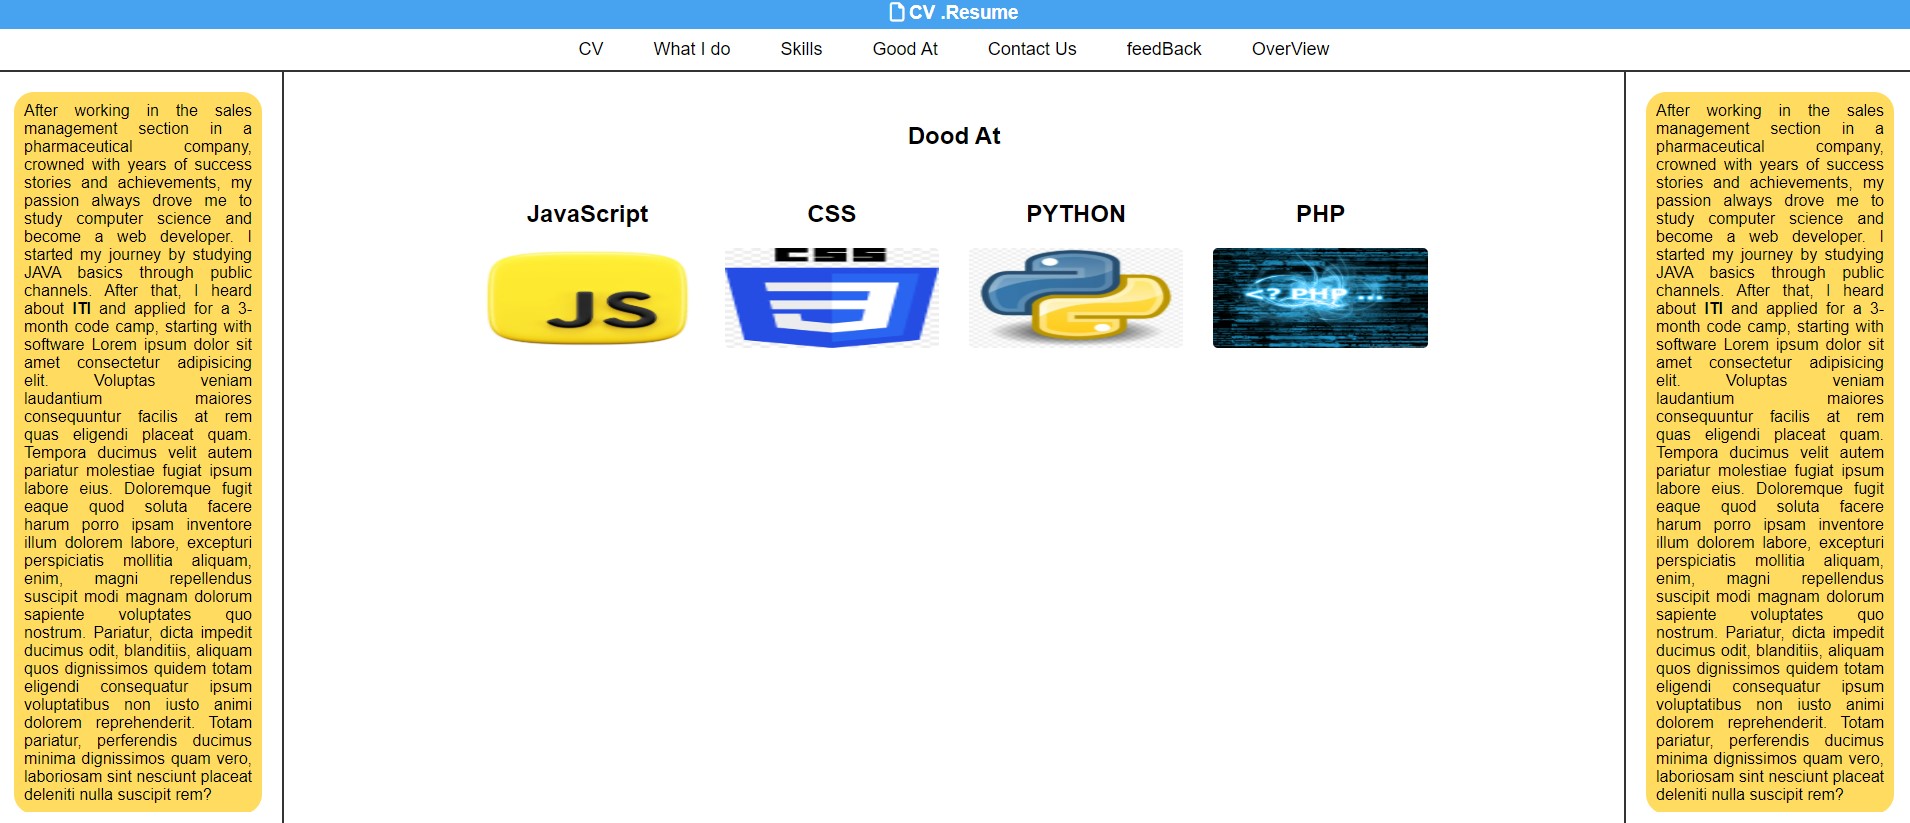 CV .Resume
CV What I do Skills Good At Contact Us feedBack OverView
After working in the sales
management section in a
pharmaceutical company,
crowned with years of success
stories and achievements, my
passion always drove me to
study computer science and
become a web developer. I
started my journey by studying
JAVA basics through public
channels. After that, I heard
about ITI and applied for a 3-
month code camp, starting with
software Lorem ipsum dolor sit
amet consectetur adipisicing
elit. Voluptas veniam
laudantium maiores
consequuntur facilis at rem
quas eligendi placeat quam.
Tempora ducimus velit autem
pariatur molestiae fugiat ipsum
labore eius. Doloremque fugit
eaque quod soluta facere
harum porro ipsam inventore
illum dolorem labore, excepturi
perspiciatis mollitia aliquam,
enim, magni repellendus
suscipit modi magnam dolorum
sapiente voluptates quo
nostrum. Pariatur, dicta impedit
ducimus odit, blanditiis, aliquam
quos dignissimos quidem totam
eligendi consequatur ipsum
voluptatibus non iusto animi
dolorem reprehenderit. Totam
pariatur, perferendis ducimus
minima dignissimos quam vero,
laboriosam sint nesciunt placeat
deleniti nulla suscipit rem?
Dood At
JavaScript CSS PYTHON PHP
JS
CSS
<? PHP ...
After working in the sales
management section in a
pharmaceutical company,
crowned with years of success
stories and achievements, my
passion always drove me to
study computer science and
become a web developer. I
started my journey by studying
JAVA basics through public
channels. After that, I heard
about ITI and applied for a 3-
month code camp, starting with
software Lorem ipsum dolor sit
amet consectetur adipisicing
elit. Voluptas veniam
laudantium maiores
consequuntur facilis at rem
quas eligendi placeat quam.
Tempora ducimus velit autem
pariatur molestiae fugiat ipsum
labore eius. Doloremque fugit
eaque quod soluta facere
harum porro ipsam inventore
illum dolorem labore, excepturi
perspiciatis mollitia aliquam,
enim, magni repellendus
suscipit modi magnam dolorum
sapiente voluptates quo
nostrum. Pariatur, dicta impedit
ducimus odit, blanditiis, aliquam
quos dignissimos quidem totam
eligendi consequatur ipsum
voluptatibus non iusto animi
dolorem reprehenderit. Totam
pariatur, perferendis ducimus
minima dignissimos quam vero,
laboriosam sint nesciunt placeat
deleniti nulla suscipit rem?